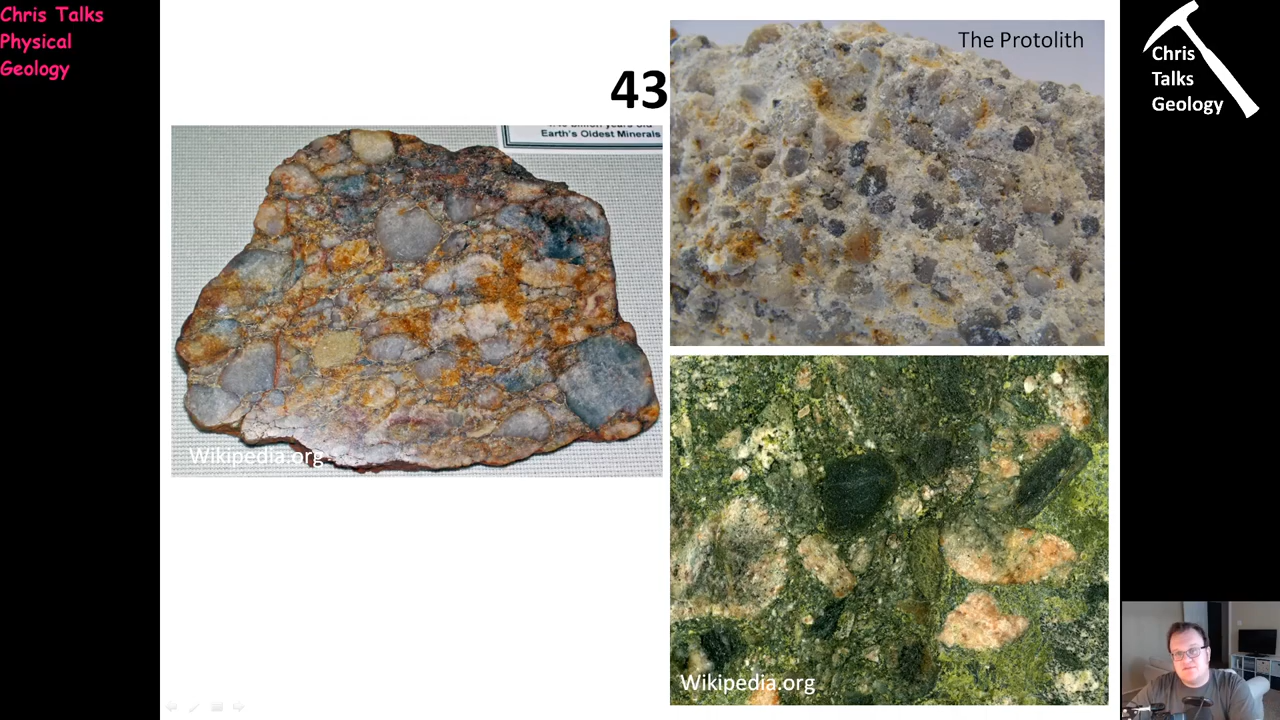 Chris Talks
Physical
Geology
43
The Protolith
Chris
Talks
Geology
Earth's Oldest Minerals
Wikipedia.org
Wikipedia.org